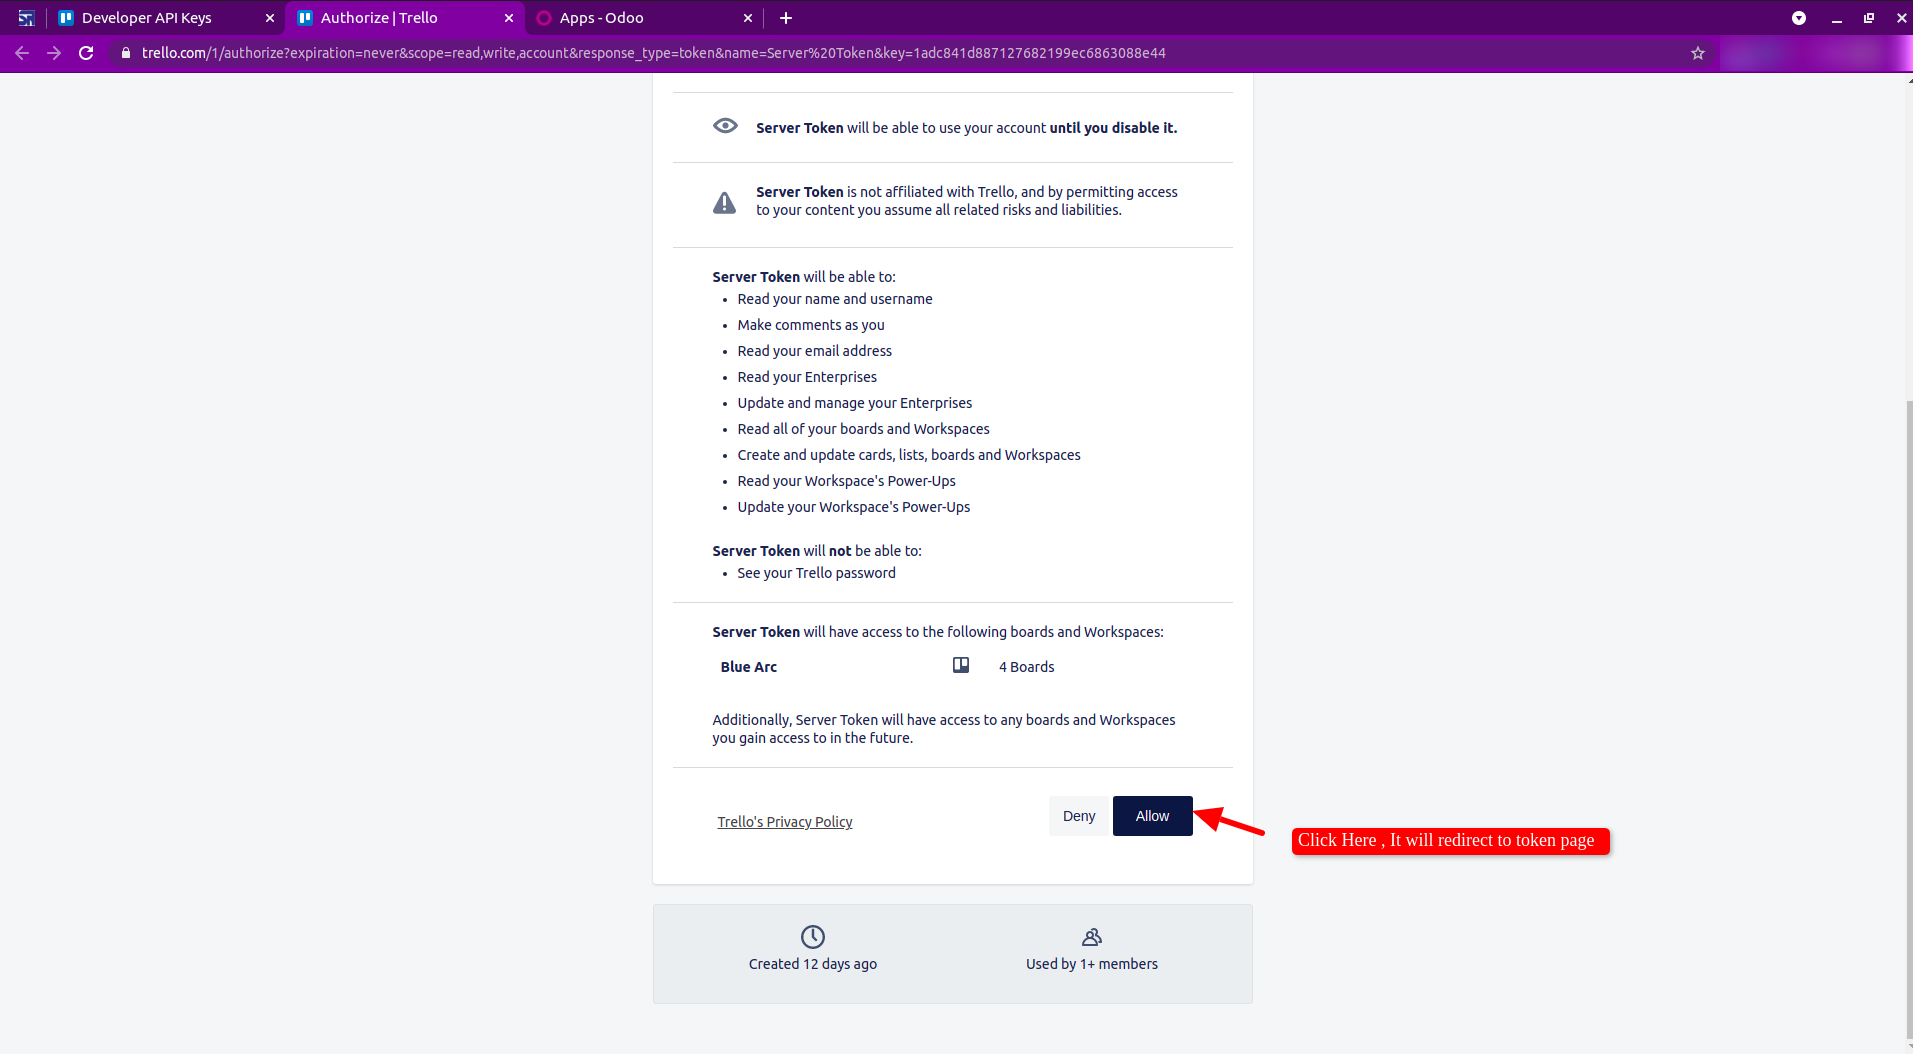 Developer API Keys
Authorize | Trello
Apps - Odoo
trello.com/1/authorize?expiration=never&scope=read,write,account&response_type=token&name=Server%20Token&key=1adc841d887127682199ec6863088e44
Server Token will be able to use your account until you disable it.
Server Token is not affiliated with Trello, and by permitting access
to your content you assume all related risks and liabilities.
Server Token will be able to:
• Read your name and username
• Make comments as you
• Read your email address
• Read your Enterprises
• Update and manage your Enterprises
• Read all of your boards and Workspaces
• Create and update cards, lists, boards and Workspaces
• Read your Workspace's Power-Ups
• Update your Workspace's Power-Ups
Server Token will not be able to:
• See your Trello password
Server Token will have access to the following boards and Workspaces:
Blue Arc 4 Boards
Additionally, Server Token will have access to any boards and Workspaces
you gain access to in the future.
Trello's Privacy Policy
Deny
Allow
Click Here , It will redirect to token page
Created 12 days ago
Used by 1+ members